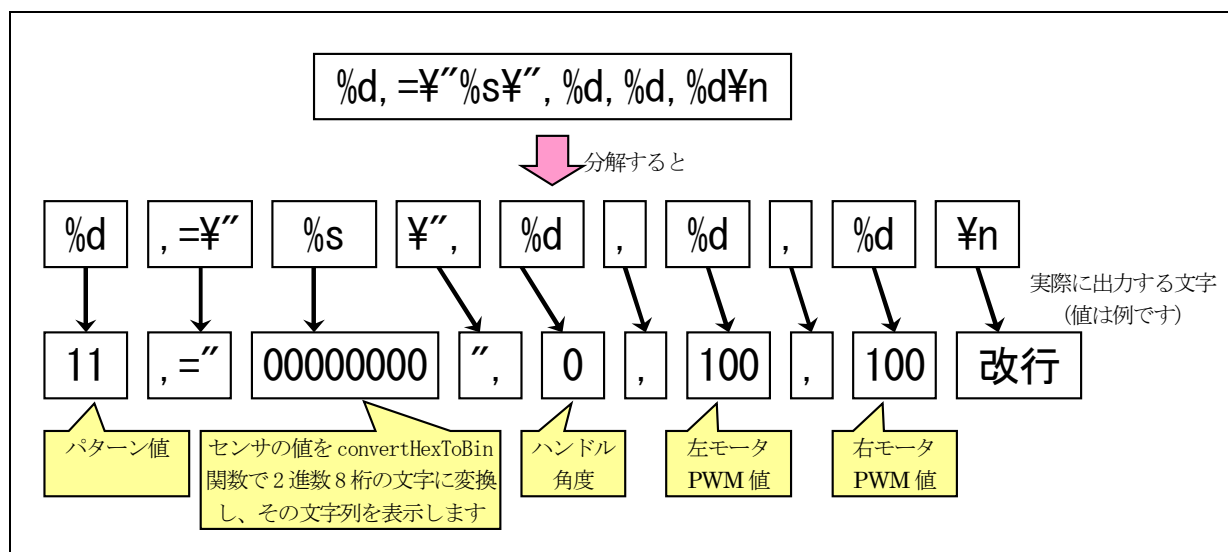 %d,=¥"%s¥",%d,%d,%d¥n
分解すると
%d ,=¥" %s ¥", %d , %d , %d ¥n
実際に出力する文字
(値は例です)
11 ,=" 00000000 ", 0 , 100 , 100 改行
パターン値
センサの値を convertHexToBin
関数で2進数8桁の文字に変換
し、その文字列を表示します
ハンドル
角度
左モータ
PWM 値
右モータ
PWM 値